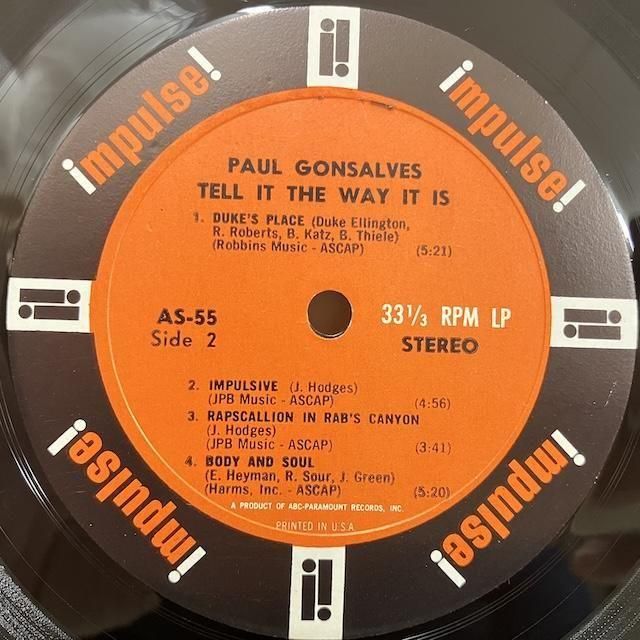 impulse!
impulse!
PAUL GONSALVES
TELL IT THE WAY IT IS
1. DUKE'S PLACE (Duke Ellington,
R. Roberts, B. Katz, B. Thiele)
(Robbins Music - ASCAP) (5:21)
AS-55
Side 2
33 1/3 RPM LP
STEREO
2. IMPULSIVE (J. Hodges)
(JPB Music - ASCAP) (4:56)
3. RAPSCALLION IN RAB'S CANYON
(J. Hodges)
(JPB Music - ASCAP) (3:41)
4. BODY AND SOUL
(E. Heyman, R. Sour, J. Green)
(Harms, Inc. - ASCAP) (5:20)
A PRODUCT OF ABC-PARAMOUNT RECORDS, INC.
PRINTED IN U.S.A
impulse!
impulse!